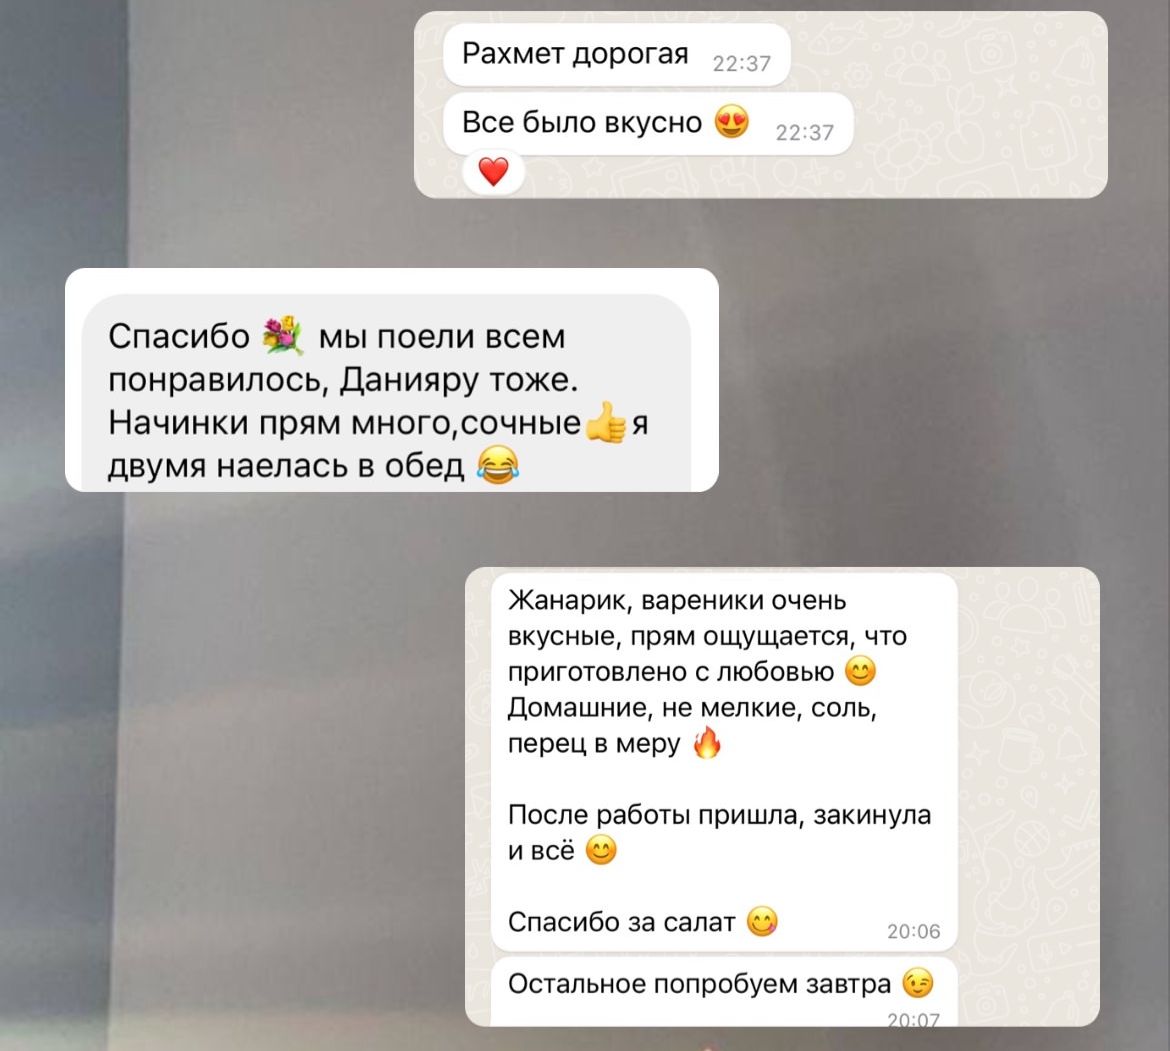 Рахмет дорогая 22:37
Все было вкусно 😍 22:37
❤️
Спасибо 💐 мы поели всем
понравилось, Данияру тоже.
Начинки прям много,сочные👍я
двумя наелась в обед 😂
Жанарик, вареники очень
вкусные, прям ощущается, что
приготовлено с любовью 😊
Домашние, не мелкие, соль,
перец в меру 🔥
После работы пришла, закинула
и всё 😊
Спасибо за салат 😋 20:06
Остальное попробуем завтра 😉
20:07